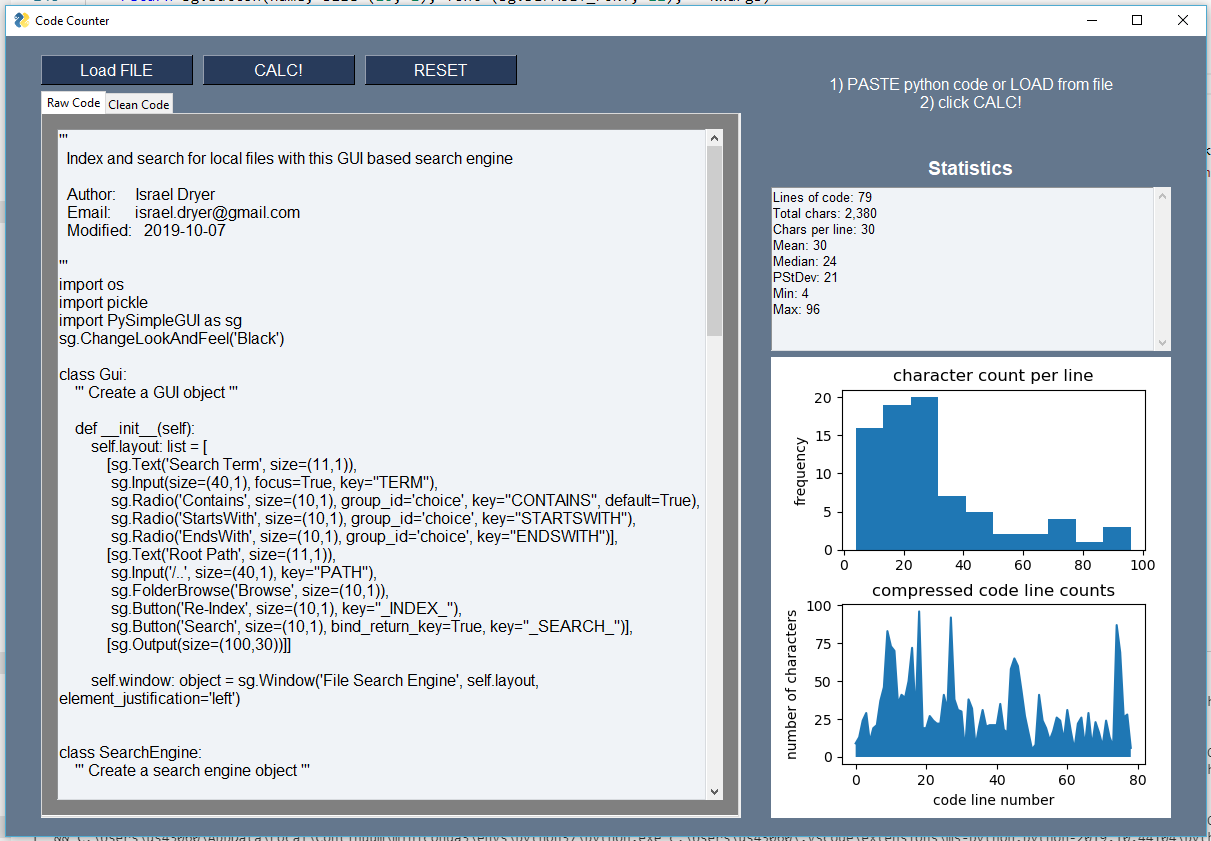 Code Counter
Load FILE
CALC!
RESET
1) PASTE python code or LOAD from file
2) click CALC!
Raw Code
Clean Code
'''
Index and search for local files with this GUI based search engine
Author: Israel Dryer
Email: israel.dryer@gmail.com
Modified: 2019-10-07
'''
import os
import pickle
import PySimpleGUI as sg
sg.ChangeLookAndFeel('Black')
class Gui:
''' Create a GUI object '''
def __init__(self):
self.layout: list = [
[sg.Text('Search Term', size=(11,1)),
sg.Input(size=(40,1), focus=True, key="TERM"),
sg.Radio('Contains', size=(10,1), group_id='choice', key="CONTAINS", default=True),
sg.Radio('StartsWith', size=(10,1), group_id='choice', key="STARTSWITH"),
sg.Radio('EndsWith', size=(10,1), group_id='choice', key="ENDSWITH")],
[sg.Text('Root Path', size=(11,1)),
sg.Input('/..', size=(40,1), key="PATH"),
sg.FolderBrowse('Browse', size=(10,1)),
sg.Button('Re-Index', size=(10,1), key="_INDEX_"),
sg.Button('Search', size=(10,1), bind_return_key=True, key="_SEARCH_")],
[sg.Output(size=(100,30))]]
self.window: object = sg.Window('File Search Engine', self.layout,
element_justification='left')
class SearchEngine:
''' Create a search engine object '''
Statistics
Lines of code: 79
Total chars: 2,380
Chars per line: 30
Mean: 30
Median: 24
PStDev: 21
Min: 4
Max: 96
character count per line
frequency
20
15
10
5
0
0 20 40 60 80 100
compressed code line counts
number of characters
100
75
50
25
0
0 20 40 60 80
code line number